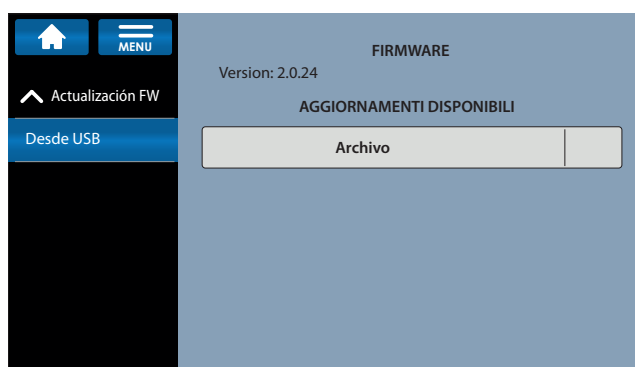 MENU
Actualización FW
Desde USB
FIRMWARE
Version: 2.0.24
AGGIORNAMENTI DISPONIBILI
Archivo